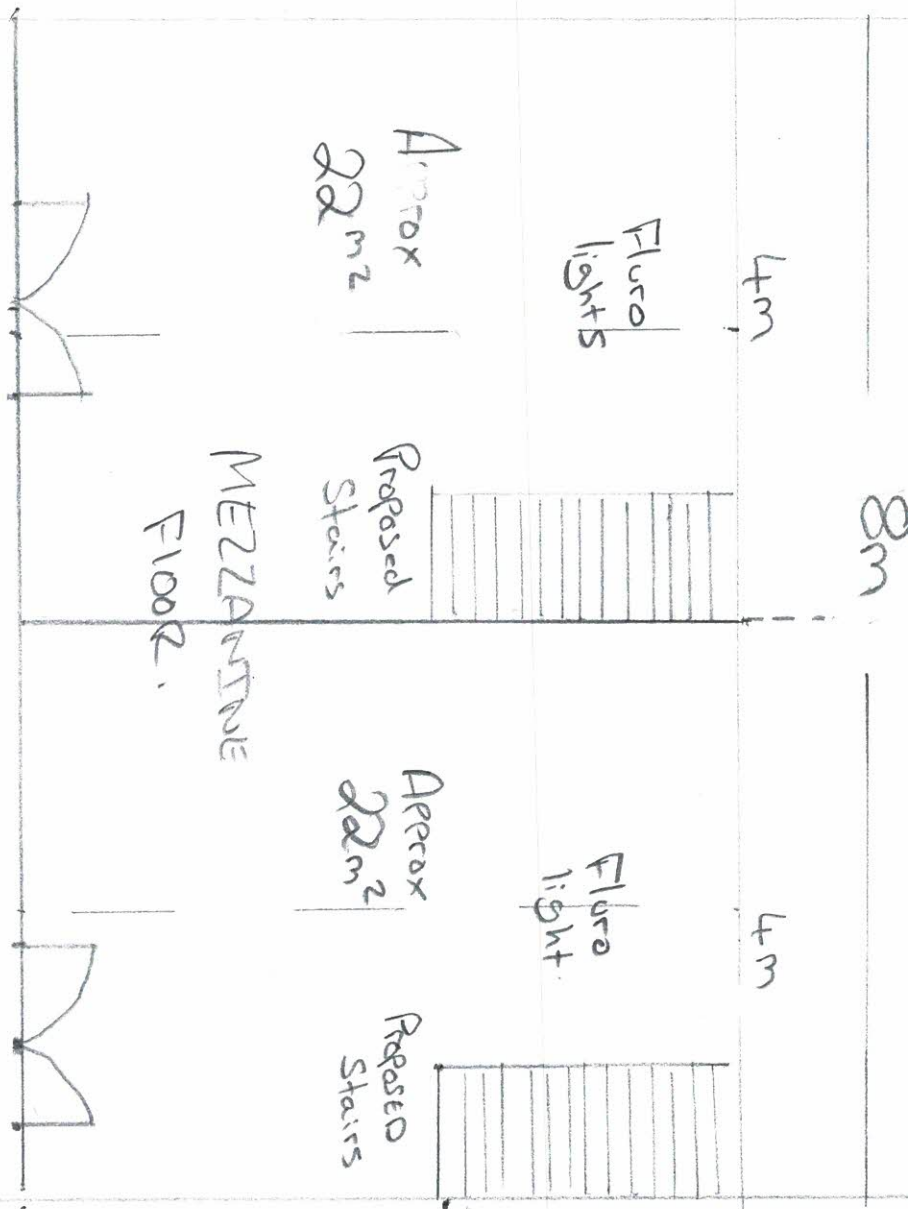 8m
4m
4m
Fluro
lights
Fluro
light.
Approx
22m²
Proposed
Stairs
Approx
22m²
PROPOSED
Stairs
MEZZANINE
FlOOR.